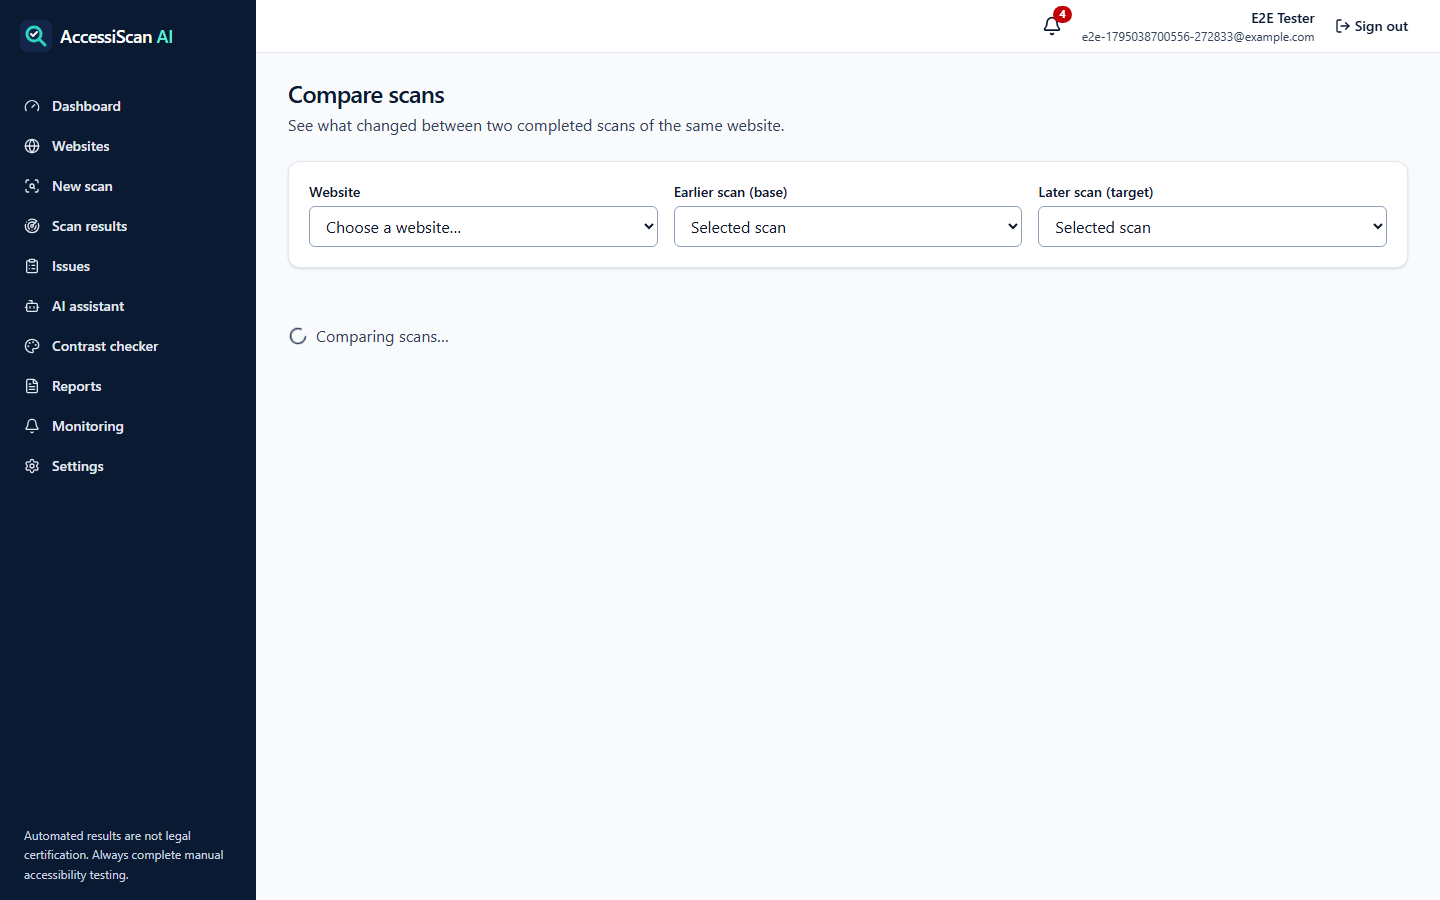 AccessiScan AI
Dashboard
Websites
New scan
Scan results
Issues
AI assistant
Contrast checker
Reports
Monitoring
Settings
Automated results are not legal
certification. Always complete manual
accessibility testing.
4
E2E Tester
e2e-1795038700556-272833@example.com
Sign out
Compare scans
See what changed between two completed scans of the same website.
Website
Choose a website...
Earlier scan (base)
Selected scan
Later scan (target)
Selected scan
Comparing scans...